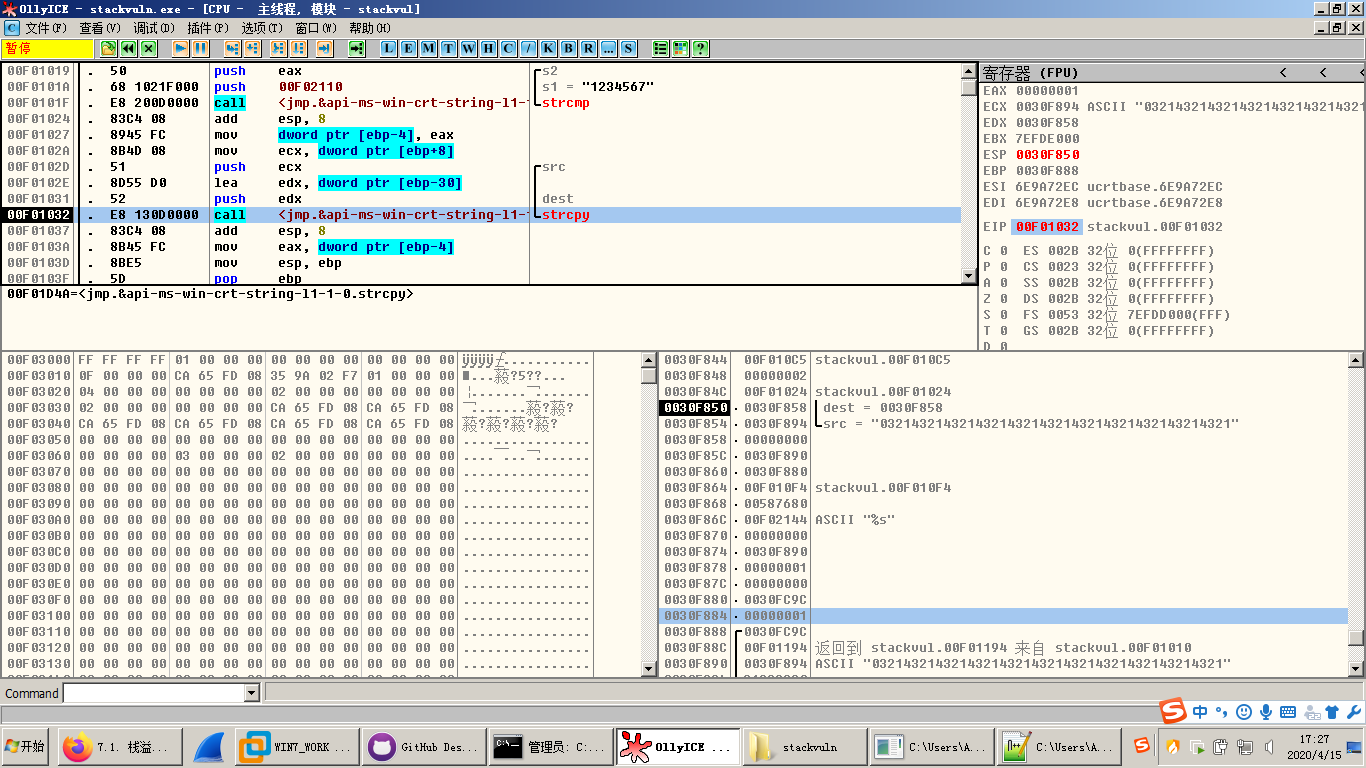 OllyICE - stackvuln.exe - [CPU - 主线程, 模块 - stackvul]
文件(F) 查看(V) 调试(D) 插件(P) 选项(T) 窗口(W) 帮助(H)
暂停 L E M T W H C / K B R ... S ?
00F01019 . 50 push eax s2
00F0101A . 68 1021F000 push 00F02110 s1 = "1234567"
00F0101F . E8 200D0000 call <jmp.&api-ms-win-crt-string-l1- strcmp
00F01024 . 83C4 08 add esp, 8
00F01027 . 8945 FC mov dword ptr [ebp-4], eax
00F0102A . 8B4D 08 mov ecx, dword ptr [ebp+8]
00F0102D . 51 push ecx src
00F0102E . 8D55 D0 lea edx, dword ptr [ebp-30]
00F01031 . 52 push edx dest
00F01032 . E8 130D0000 call <jmp.&api-ms-win-crt-string-l1- strcpy
00F01037 . 83C4 08 add esp, 8
00F0103A . 8B45 FC mov eax, dword ptr [ebp-4]
00F0103D . 8BE5 mov esp, ebp
00F0103F . 5D pop ebp
00F01D4A=<jmp.&api-ms-win-crt-string-l1-1-0.strcpy>
寄存器 (FPU) < < <
EAX 00000001
ECX 0030F894 ASCII "03214321432143214321432143214321
EDX 0030F858
EBX 7EFDE000
ESP 0030F850
EBP 0030F888
ESI 6E9A72EC ucrtbase.6E9A72EC
EDI 6E9A72E8 ucrtbase.6E9A72E8
EIP 00F01032 stackvul.00F01032
C 0 ES 002B 32位 0(FFFFFFFF)
P 0 CS 0023 32位 0(FFFFFFFF)
A 0 SS 002B 32位 0(FFFFFFFF)
Z 0 DS 002B 32位 0(FFFFFFFF)
S 0 FS 0053 32位 7EFDD000(FFF)
T 0 GS 002B 32位 0(FFFFFFFF)
D 0
00F03000 FF FF FF FF 01 00 00 00 00 00 00 00 00 00 00 00
00F03010 0F 00 00 00 CA 65 FD 08 35 9A 02 F7 01 00 00 00
00F03020 04 00 00 00 00 00 00 00 02 00 00 00 00 00 00 00
00F03030 02 00 00 00 00 00 00 00 CA 65 FD 08 CA 65 FD 08
00F03040 CA 65 FD 08 CA 65 FD 08 CA 65 FD 08 CA 65 FD 08
00F03050 00 00 00 00 00 00 00 00 00 00 00 00 00 00 00 00 ................
00F03060 00 00 00 00 03 00 00 00 02 00 00 00 00 00 00 00
00F03070 00 00 00 00 00 00 00 00 00 00 00 00 00 00 00 00 ................
00F03080 00 00 00 00 00 00 00 00 00 00 00 00 00 00 00 00 ................
00F03090 00 00 00 00 00 00 00 00 00 00 00 00 00 00 00 00 ................
00F030A0 00 00 00 00 00 00 00 00 00 00 00 00 00 00 00 00 ................
00F030B0 00 00 00 00 00 00 00 00 00 00 00 00 00 00 00 00 ................
00F030C0 00 00 00 00 00 00 00 00 00 00 00 00 00 00 00 00 ................
00F030D0 00 00 00 00 00 00 00 00 00 00 00 00 00 00 00 00 ................
00F030E0 00 00 00 00 00 00 00 00 00 00 00 00 00 00 00 00 ................
00F030F0 00 00 00 00 00 00 00 00 00 00 00 00 00 00 00 00 ................
00F03100 00 00 00 00 00 00 00 00 00 00 00 00 00 00 00 00 ................
00F03110 00 00 00 00 00 00 00 00 00 00 00 00 00 00 00 00 ................
00F03120 00 00 00 00 00 00 00 00 00 00 00 00 00 00 00 00 ................
00F03130 00 00 00 00 00 00 00 00 00 00 00 00 00 00 00 00 ................
0030F844 00F010C5 stackvul.00F010C5
0030F848 00000002
0030F84C 00F01024 stackvul.00F01024
0030F850 0030F858 dest = 0030F858
0030F854 0030F894 src = "03214321432143214321432143214321432143214321"
0030F858 00000000
0030F85C 0030F890
0030F860 0030F880
0030F864 00F010F4 stackvul.00F010F4
0030F868 00587680
0030F86C 00F02144 ASCII "%s"
0030F870 00000000
0030F874 0030F890
0030F878 00000001
0030F87C 00000000
0030F880 0030FC9C
0030F884 00000001
0030F888 0030FC9C
0030F88C 00F01194 返回到 stackvul.00F01194 来自 stackvul.00F01010
0030F890 0030F894 ASCII "03214321432143214321432143214321432143214321"
Command
中
开始 7.1. 栈溢... WIN7_WORK ... GitHub Des... 管理员: C:... OllyICE ... stackvuln C:\Users\A... C:\Users\A... 17:27
2020/4/15